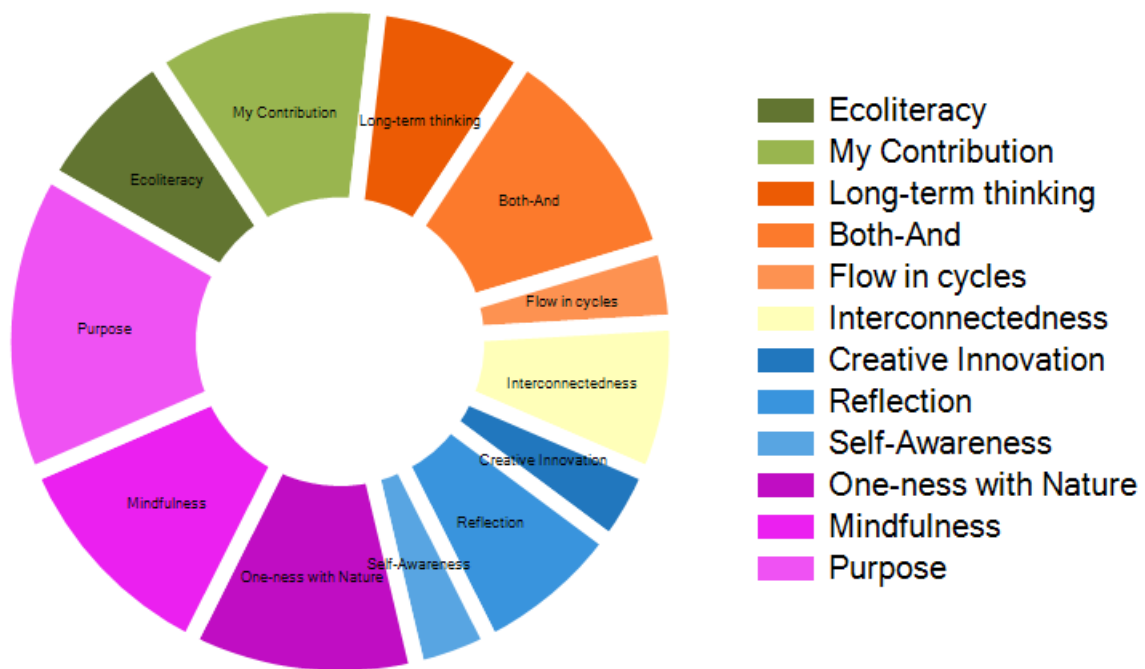 My Contribution
Long-term thinking
Ecoliteracy
Both-And
Flow in cycles
Purpose
Interconnectedness
Creative Innovation
Mindfulness
Reflection
Self-Awareness
One-ness with Nature
Ecoliteracy
My Contribution
Long-term thinking
Both-And
Flow in cycles
Interconnectedness
Creative Innovation
Reflection
Self-Awareness
One-ness with Nature
Mindfulness
Purpose